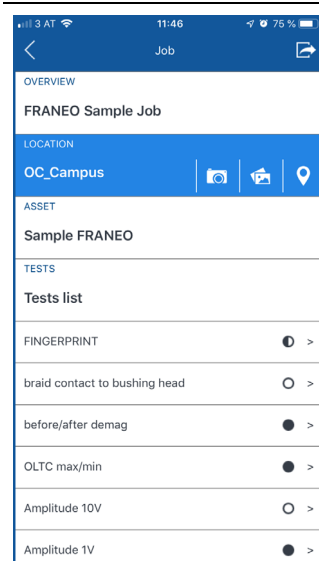 3 AT 11:46 75 %
Job
OVERVIEW
FRANEO Sample Job
LOCATION
OC_Campus
ASSET
Sample FRANEO
TESTS
Tests list
FINGERPRINT >
braid contact to bushing head >
before/after demag >
OLTC max/min >
Amplitude 10V >
Amplitude 1V >